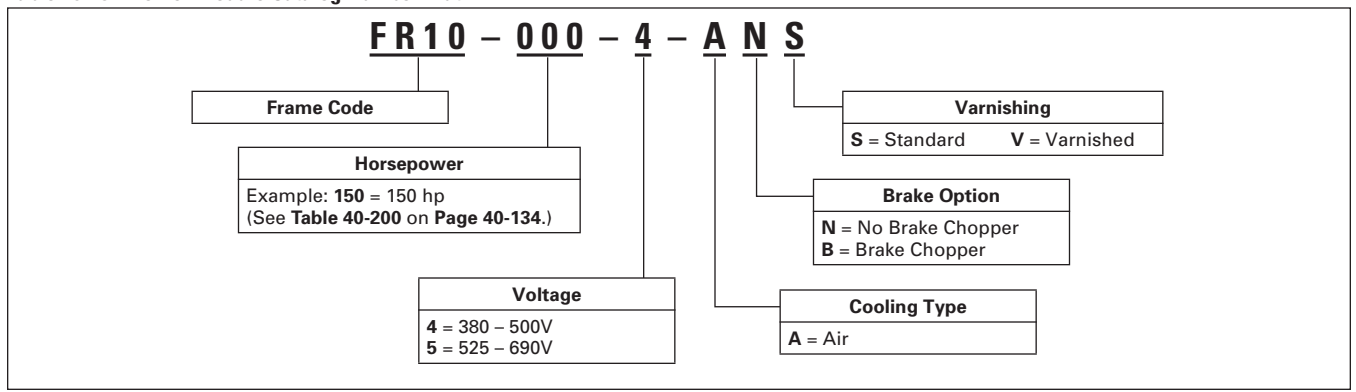 FR10 – 000 – 4 – A N S
Frame Code
Varnishing
S = Standard V = Varnished
Horsepower
Example: 150 = 150 hp
(See Table 40-200 on Page 40-134.)
Brake Option
N = No Brake Chopper
B = Brake Chopper
Voltage
4 = 380 – 500V
5 = 525 – 690V
Cooling Type
A = Air